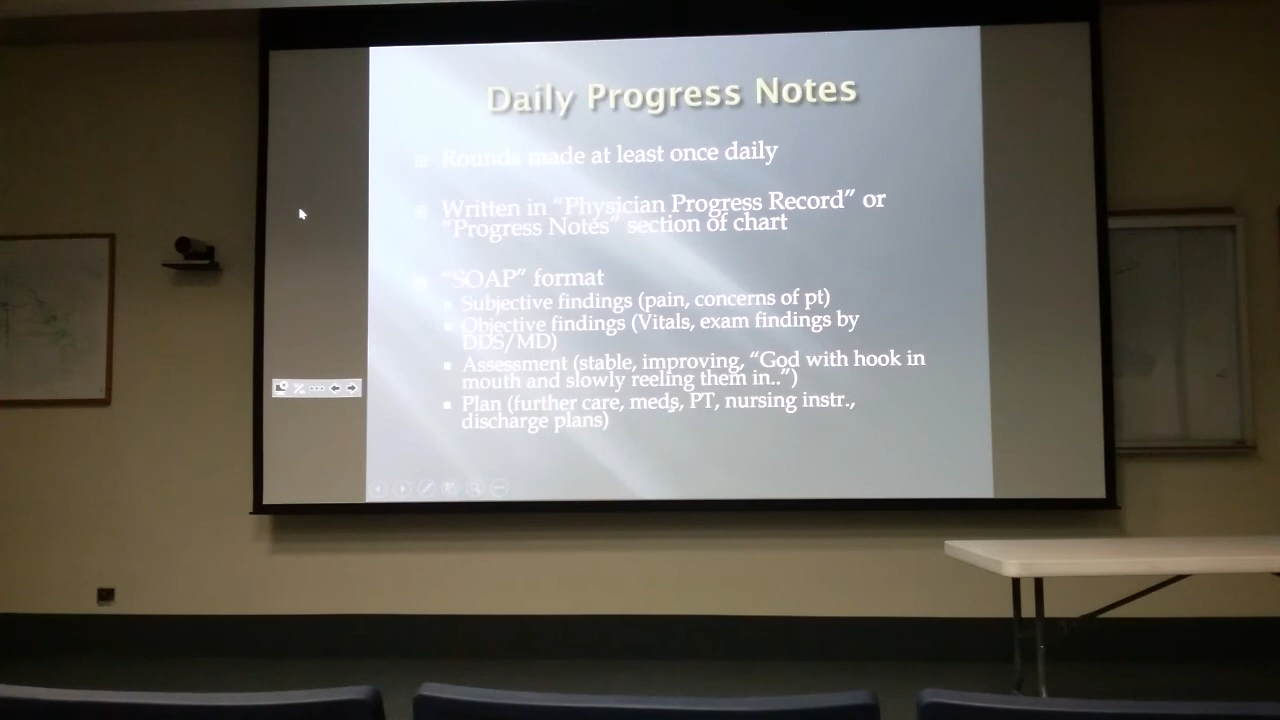 Daily Progress Notes
Rounds made at least once daily
Written in “Physician Progress Record” or
“Progress Notes” section of chart
“SOAP” format
Subjective findings (pain, concerns of pt)
Objective findings (Vitals, exam findings by
DDS/MD)
Assessment (stable, improving, “God with hook in
mouth and slowly reeling them in..”)
Plan (further care, meds, PT, nursing instr.,
discharge plans)